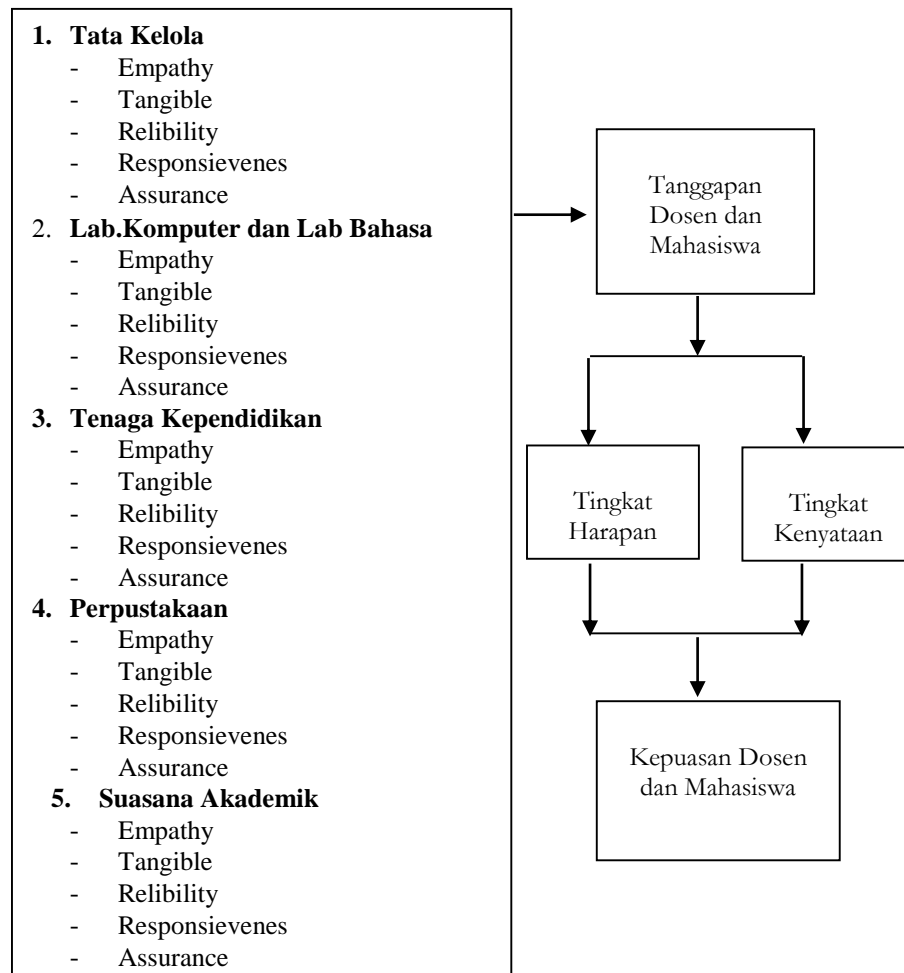 1. Tata Kelola
- Empathy
- Tangible
- Relibility
- Responsievenes
- Assurance
2. Lab.Komputer dan Lab Bahasa
- Empathy
- Tangible
- Relibility
- Responsievenes
- Assurance
3. Tenaga Kependidikan
- Empathy
- Tangible
- Relibility
- Responsievenes
- Assurance
4. Perpustakaan
- Empathy
- Tangible
- Relibility
- Responsievenes
- Assurance
5. Suasana Akademik
- Empathy
- Tangible
- Relibility
- Responsievenes
- Assurance
Tanggapan
Dosen dan
Mahasiswa
Tingkat
Harapan
Tingkat
Kenyataan
Kepuasan Dosen
dan Mahasiswa